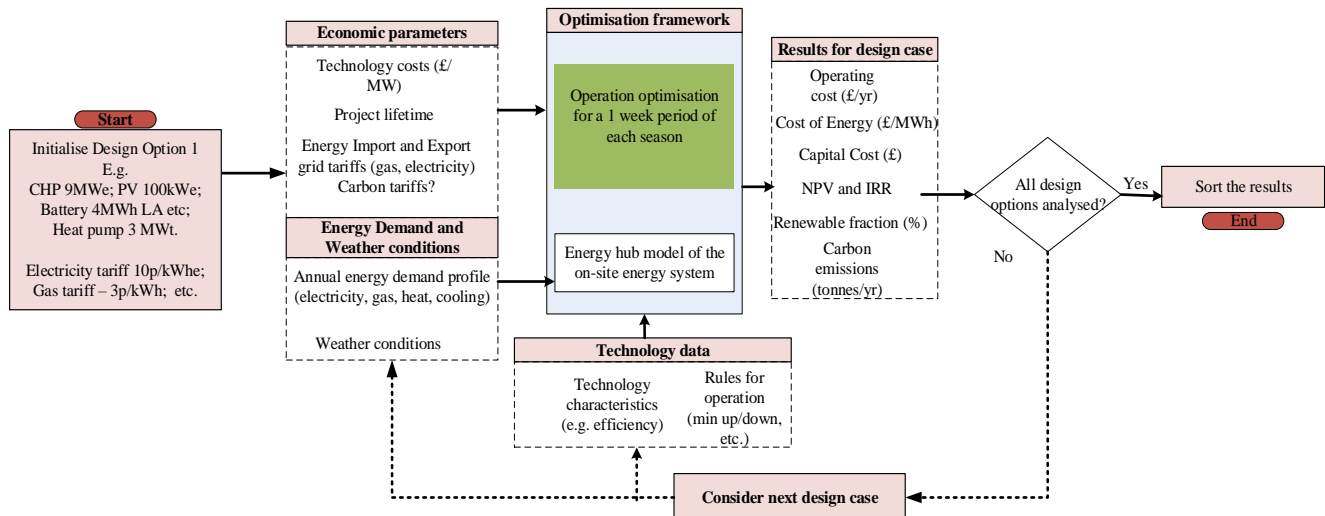 Start
Initialise Design Option 1
E.g.
CHP 9MWe; PV 100kWe;
Battery 4MWh LA etc;
Heat pump 3 MWt.
Electricity tariff 10p/kWhe;
Gas tariff – 3p/kWh; etc.
Economic parameters
Technology costs (£/
MW)
Project lifetime
Energy Import and Export
grid tariffs (gas, electricity)
Carbon tariffs?
Energy Demand and
Weather conditions
Annual energy demand profile
(electricity, gas, heat, cooling)
Weather conditions
Optimisation framework
Operation optimisation
for a 1 week period of
each season
Energy hub model of the
on-site energy system
Technology data
Technology
characteristics
(e.g. efficiency)
Rules for
operation
(min up/down,
etc.)
Results for design case
Operating
cost (£/yr)
Cost of Energy (£/MWh)
Capital Cost (£)
NPV and IRR
Renewable fraction (%)
Carbon
emissions
(tonnes/yr)
All design
options analysed?
Yes
No
Sort the results
End
Consider next design case